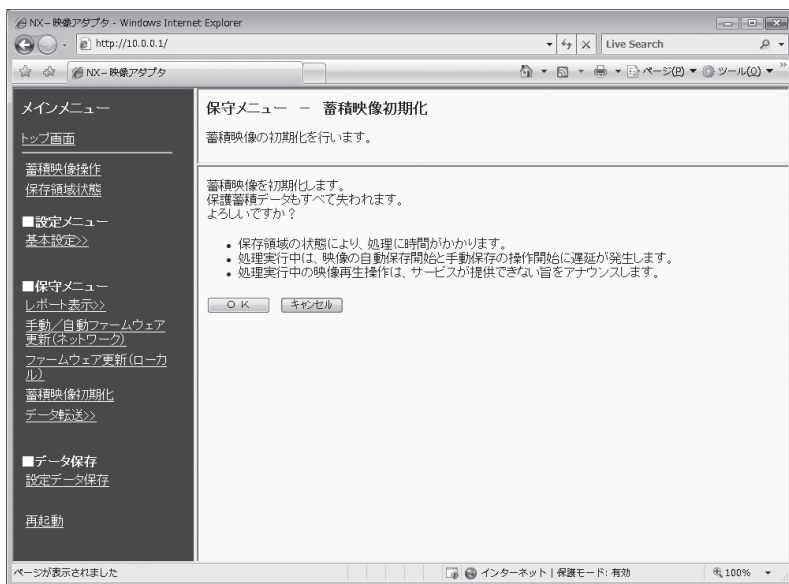 NX-映像アダプタ - Windows Internet Explorer
http://10.0.0.1/
Live Search
NX-映像アダプタ
ページ(P)
ツール(O)
メインメニュー
トップ画面
蓄積映像操作
保存領域状態
■設定メニュー
基本設定>>
■保守メニュー
レポート表示>>
手動/自動ファームウェア
更新(ネットワーク)
ファームウェア更新(ローカ
ル)
蓄積映像初期化
データ転送>>
■データ保存
設定データ保存
再起動
保守メニュー - 蓄積映像初期化
蓄積映像の初期化を行います。
蓄積映像を初期化します。
保護蓄積データもすべて失われます。
よろしいですか?
• 保存領域の状態により、処理に時間がかかります。
• 処理実行中は、映像の自動保存開始と手動保存の操作開始に遅延が発生します。
• 処理実行中の映像再生操作は、サービスが提供できない旨をアナウンスします。
OK
キャンセル
ページが表示されました
インターネット | 保護モード: 有効
100%